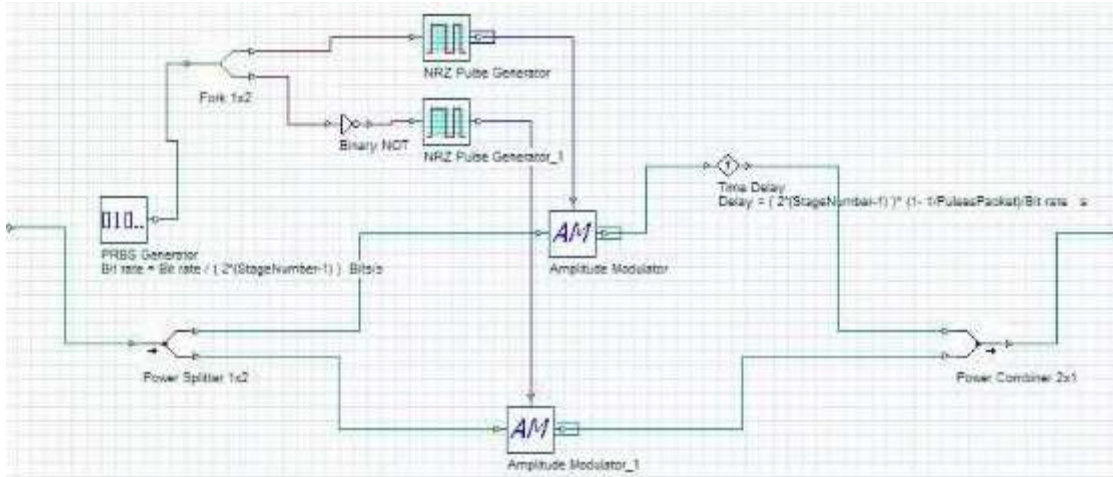 NRZ Pulse Generator
Fork 1x2
Binary NOT
NRZ Pulse Generator_1
Time Delay
Delay = ( 2*(StageNumber-1) )* (1- 1/PulsesPacket)/Bit rate s
010..
AM
PRBS Generator
Bit rate = Bit rate / ( 2*(StageNumber-1) ) Bits/s
Amplitude Modulator
Power Splitter 1x2
Power Combiner 2x1
AM
Amplitude Modulator_1